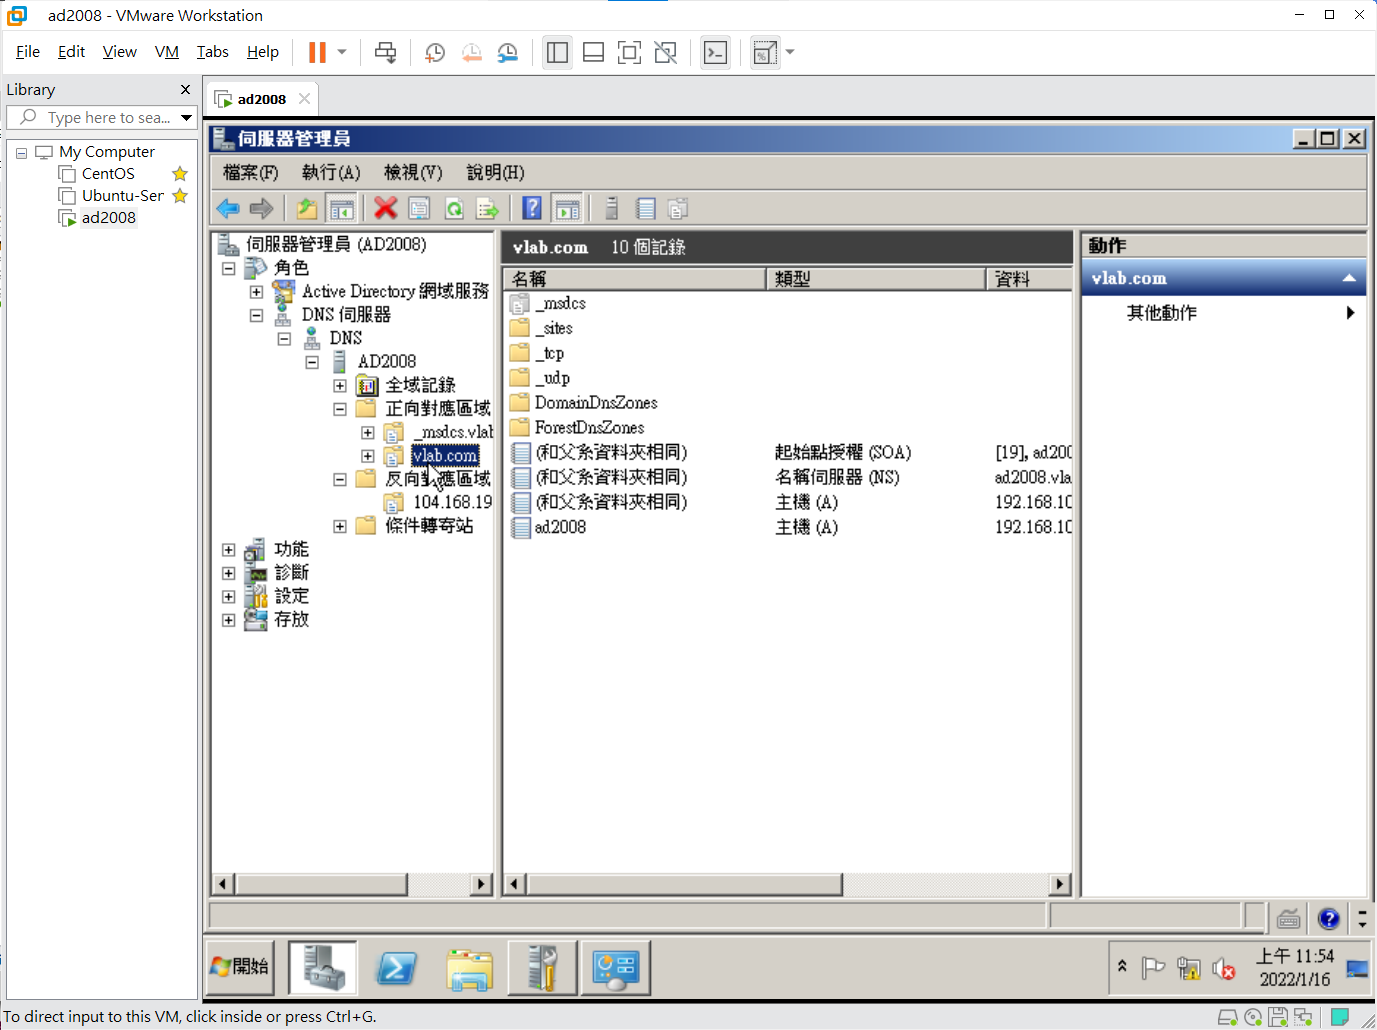 ad2008 - VMware Workstation
File Edit View VM Tabs Help
Library
Type here to sea...
My Computer
CentOS
Ubuntu-Ser
ad2008
ad2008
伺服器管理員
檔案(F) 執行(A) 檢視(V) 說明(H)
伺服器管理員 (AD2008)
角色
Active Directory 網域服務
DNS 伺服器
DNS
AD2008
全域記錄
正向對應區域
_msdcs.vlab
vlab.com
反向對應區域
104.168.19
條件轉寄站
功能
診斷
設定
存放
vlab.com 10 個記錄
名稱 類型 資料
_msdcs
_sites
_tcp
_udp
DomainDnsZones
ForestDnsZones
(和父系資料夾相同) 起始點授權 (SOA) [19], ad200
(和父系資料夾相同) 名稱伺服器 (NS) ad2008.vla
(和父系資料夾相同) 主機 (A) 192.168.10
ad2008 主機 (A) 192.168.10
動作
vlab.com
其他動作
開始
上午 11:54
2022/1/16
To direct input to this VM, click inside or press Ctrl+G.